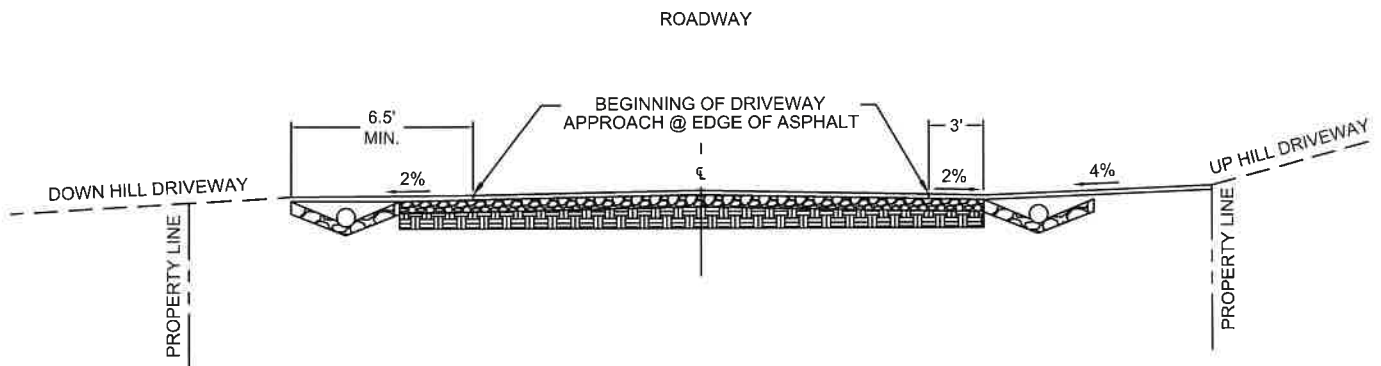 ROADWAY
BEGINNING OF DRIVEWAY
APPROACH @ EDGE OF ASPHALT
6.5'
MIN.
3'
℄
2%
2%
4%
DOWN HILL DRIVEWAY
UP HILL DRIVEWAY
PROPERTY LINE
PROPERTY LINE